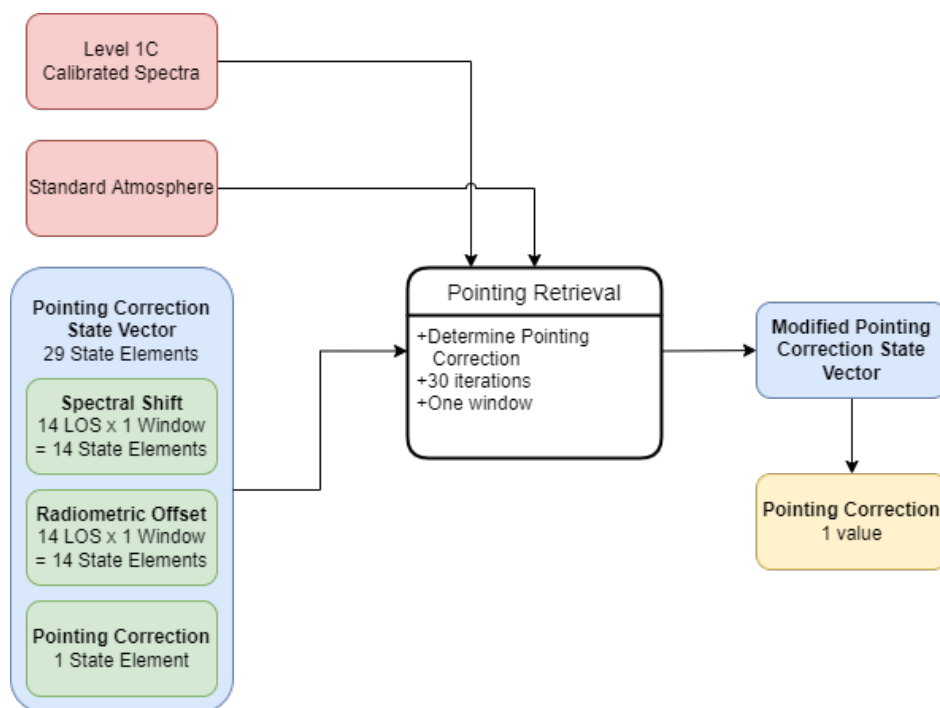 Level 1C
Calibrated Spectra
Standard Atmosphere
Pointing Correction
State Vector
29 State Elements
Spectral Shift
14 LOS x 1 Window
= 14 State Elements
Radiometric Offset
14 LOS x 1 Window
= 14 State Elements
Pointing Correction
1 State Element
Pointing Retrieval
+Determine Pointing
Correction
+30 iterations
+One window
Modified Pointing
Correction State
Vector
Pointing Correction
1 value